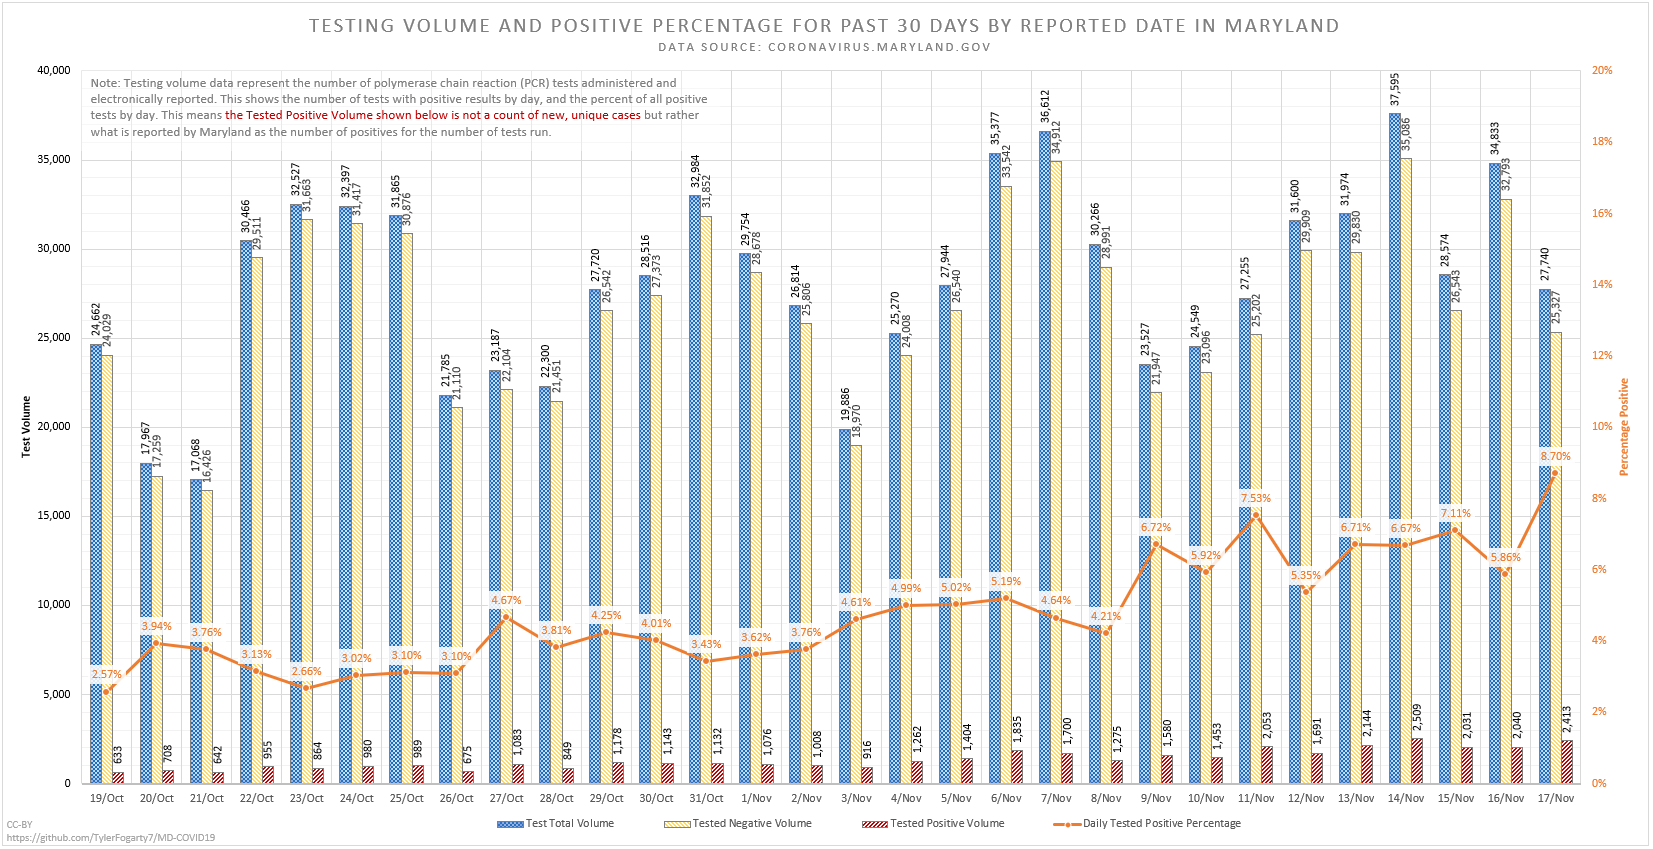 TESTING VOLUME AND POSITIVE PERCENTAGE FOR PAST 30 DAYS BY REPORTED DATE IN MARYLAND
DATA SOURCE: CORONAVIRUS.MARYLAND.GOV
Note: Testing volume data represent the number of polymerase chain reaction (PCR) tests administered and
electronically reported. This shows the number of tests with positive results by day, and the percent of all positive
tests by day. This means the Tested Positive Volume shown below is not a count of new, unique cases but rather
what is reported by Maryland as the number of positives for the number of tests run.
Test Volume
40,000
35,000
30,000
25,000
20,000
15,000
10,000
5,000
0
Percentage Positive
20%
18%
16%
14%
12%
10%
8%
6%
4%
2%
0%
24,662 24,029 2.57% 633
17,967 17,259 3.94% 708
17,068 16,426 3.76% 642
30,466 29,511 3.13% 955
32,527 31,663 2.66% 864
32,397 31,417 3.02% 980
31,865 30,876 3.10% 989
21,785 21,110 3.10% 675
23,187 22,104 4.67% 1,083
22,300 21,451 3.81% 849
27,720 26,542 4.25% 1,178
28,516 27,373 4.01% 1,143
32,984 31,852 3.43% 1,132
29,754 28,678 3.62% 1,076
26,814 25,806 3.76% 1,008
19,886 18,970 4.61% 916
25,270 24,008 4.99% 1,262
27,944 26,540 5.02% 1,404
35,377 33,542 5.19% 1,835
36,612 34,912 4.64% 1,700
30,266 28,991 4.21% 1,275
23,527 21,947 6.72% 1,580
24,549 23,096 5.92% 1,453
27,255 25,202 7.53% 2,053
31,600 29,909 5.35% 1,691
31,974 29,830 6.71% 2,144
37,595 35,086 6.67% 2,509
28,574 26,543 7.11% 2,031
34,833 32,793 5.86% 2,040
27,740 25,327 8.70% 2,413
19/Oct 20/Oct 21/Oct 22/Oct 23/Oct 24/Oct 25/Oct 26/Oct 27/Oct 28/Oct 29/Oct 30/Oct 31/Oct 1/Nov 2/Nov 3/Nov 4/Nov 5/Nov 6/Nov 7/Nov 8/Nov 9/Nov 10/Nov 11/Nov 12/Nov 13/Nov 14/Nov 15/Nov 16/Nov 17/Nov
Test Total Volume Tested Negative Volume Tested Positive Volume Daily Tested Positive Percentage
CC-BY
https://github.com/TylerFogarty7/MD-COVID19